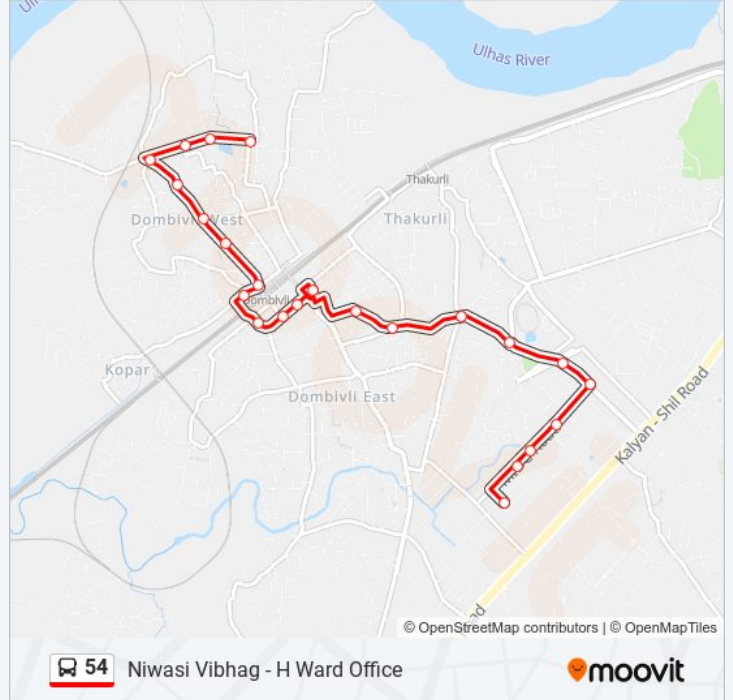 Ulhas River
Thakurli
Thakurli
Dombivli West
Dombivli
Kopar
Dombivli East
Kalyan - Shil Road
© OpenStreetMap contributors | © OpenMapTiles
54 Niwasi Vibhag - H Ward Office
moovit